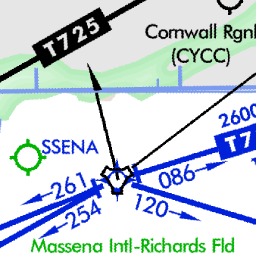 T725
Cornwall Rgnl
(CYCC)
2600
SSENA
T7
086
261
254
120
Massena Intl-Richards Fld